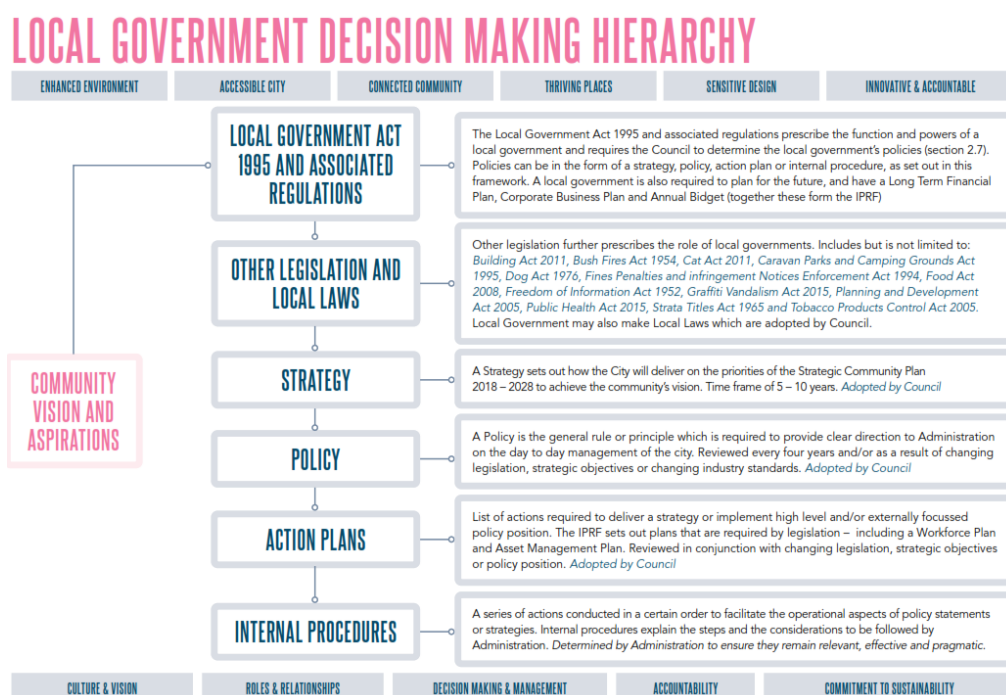 LOCAL GOVERNMENT DECISION MAKING HIERARCHY
ENHANCED ENVIRONMENT
ACCESSIBLE CITY
CONNECTED COMMUNITY
THRIVING PLACES
SENSITIVE DESIGN
INNOVATIVE & ACCOUNTABLE
COMMUNITY
VISION AND
ASPIRATIONS
LOCAL GOVERNMENT ACT
1995 AND ASSOCIATED
REGULATIONS
The Local Government Act 1995 and associated regulations prescribe the function and powers of a
local government and requires the Council to determine the local government's policies (section 2.7).
Policies can be in the form of a strategy, policy, action plan or internal procedure, as set out in this
framework. A local government is also required to plan for the future, and have a Long Term Financial
Plan, Corporate Business Plan and Annual Budget (together these form the IPRF)
OTHER LEGISLATION AND
LOCAL LAWS
Other legislation further prescribes the role of local governments. Includes but is not limited to:
Building Act 2011, Bush Fires Act 1954, Cat Act 2011, Caravan Parks and Camping Grounds Act
1995, Dog Act 1976, Fines Penalties and infringement Notices Enforcement Act 1994, Food Act
2008, Freedom of Information Act 1952, Graffiti Vandalism Act 2015, Planning and Development
Act 2005, Public Health Act 2015, Strata Titles Act 1965 and Tobacco Products Control Act 2005.
Local Government may also make Local Laws which are adopted by Council.
STRATEGY
A Strategy sets out how the City will deliver on the priorities of the Strategic Community Plan
2018 – 2028 to achieve the community's vision. Time frame of 5 – 10 years. Adopted by Council
POLICY
A Policy is the general rule or principle which is required to provide clear direction to Administration
on the day to day management of the city. Reviewed every four years and/or as a result of changing
legislation, strategic objectives or changing industry standards. Adopted by Council
ACTION PLANS
List of actions required to deliver a strategy or implement high level and/or externally focussed
policy position. The IPRF sets out plans that are required by legislation – including a Workforce Plan
and Asset Management Plan. Reviewed in conjunction with changing legislation, strategic objectives
or policy position. Adopted by Council
INTERNAL PROCEDURES
A series of actions conducted in a certain order to facilitate the operational aspects of policy statements
or strategies. Internal procedures explain the steps and the considerations to be followed by
Administration. Determined by Administration to ensure they remain relevant, effective and pragmatic.
CULTURE & VISION
ROLES & RELATIONSHIPS
DECISION MAKING & MANAGEMENT
ACCOUNTABILITY
COMMITMENT TO SUSTAINABILITY